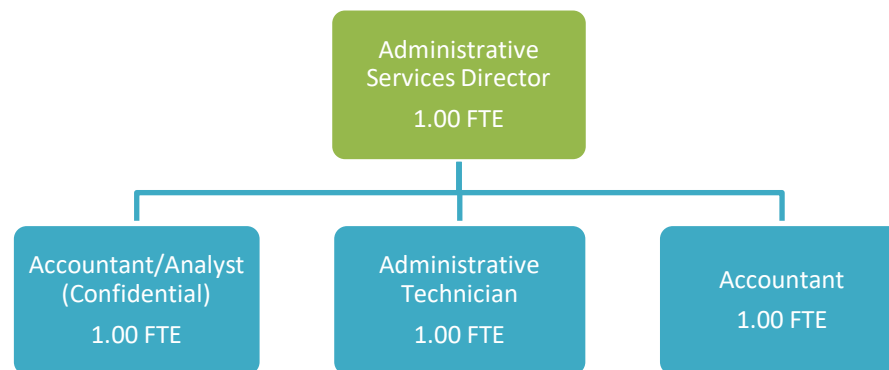 Administrative
Services Director
1.00 FTE
Accountant/Analyst
(Confidential)
1.00 FTE
Administrative
Technician
1.00 FTE
Accountant
1.00 FTE